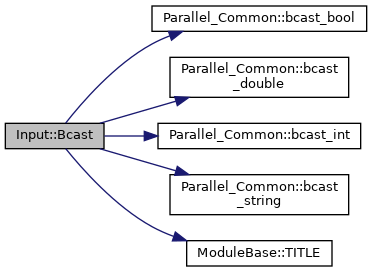 Parallel_Common::bcast_bool
Parallel_Common::bcast
_double
Input::Bcast
Parallel_Common::bcast_int
Parallel_Common::bcast
_string
ModuleBase::TITLE